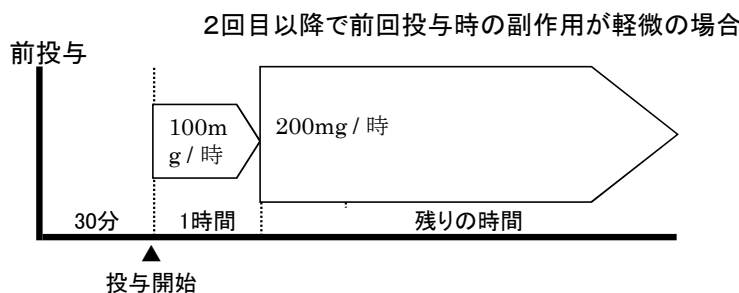 2回目以降で前回投与時の副作用が軽微の場合
前投与
100m
g / 時
200mg / 時
30分
1時間
残りの時間
投与開始